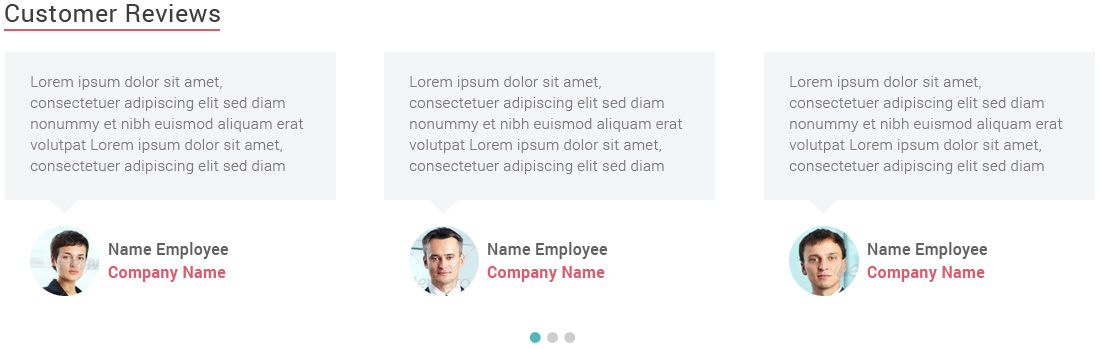 Customer Reviews
Lorem ipsum dolor sit amet,
consectetuer adipiscing elit sed diam
nonummy et nibh euismod aliquam erat
volutpat Lorem ipsum dolor sit amet,
consectetuer adipiscing elit sed diam
Name Employee
Company Name
Lorem ipsum dolor sit amet,
consectetuer adipiscing elit sed diam
nonummy et nibh euismod aliquam erat
volutpat Lorem ipsum dolor sit amet,
consectetuer adipiscing elit sed diam
Name Employee
Company Name
Lorem ipsum dolor sit amet,
consectetuer adipiscing elit sed diam
nonummy et nibh euismod aliquam erat
volutpat Lorem ipsum dolor sit amet,
consectetuer adipiscing elit sed diam
Name Employee
Company Name